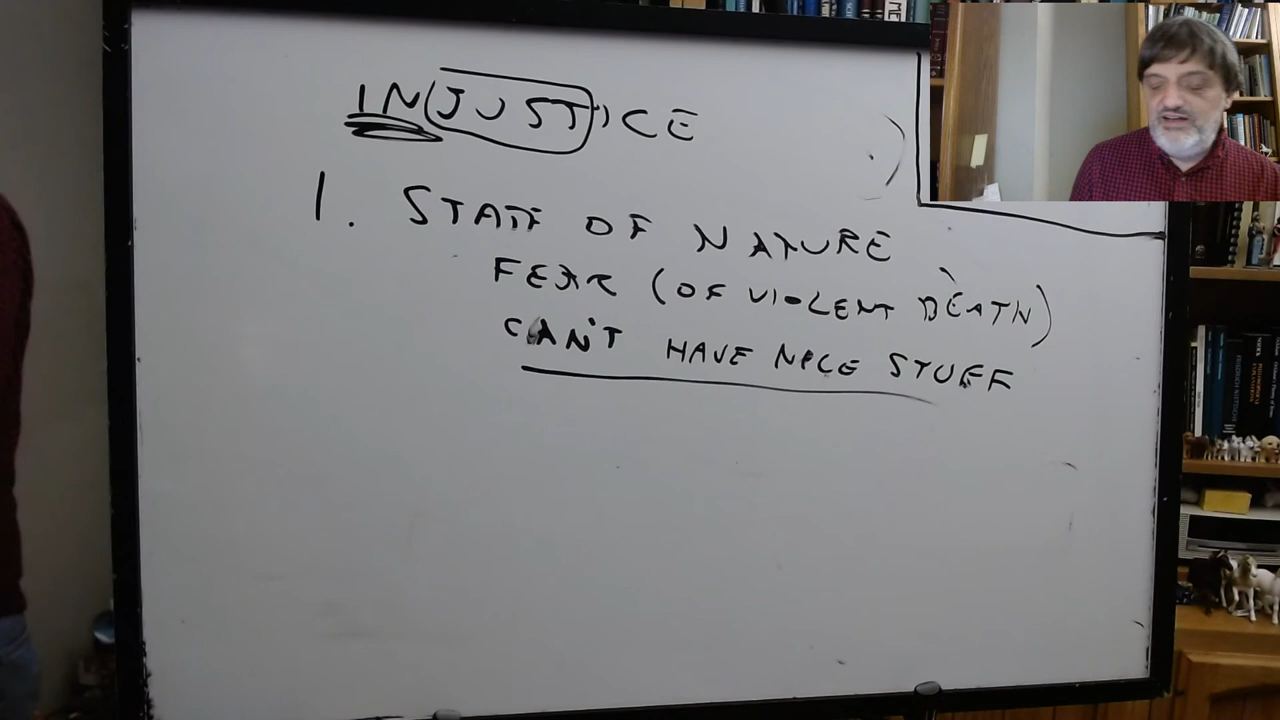 INJUSTICE
1. STATE OF NATURE
FEAR (OF VIOLENT DEATH)
CAN'T HAVE NICE STUFF